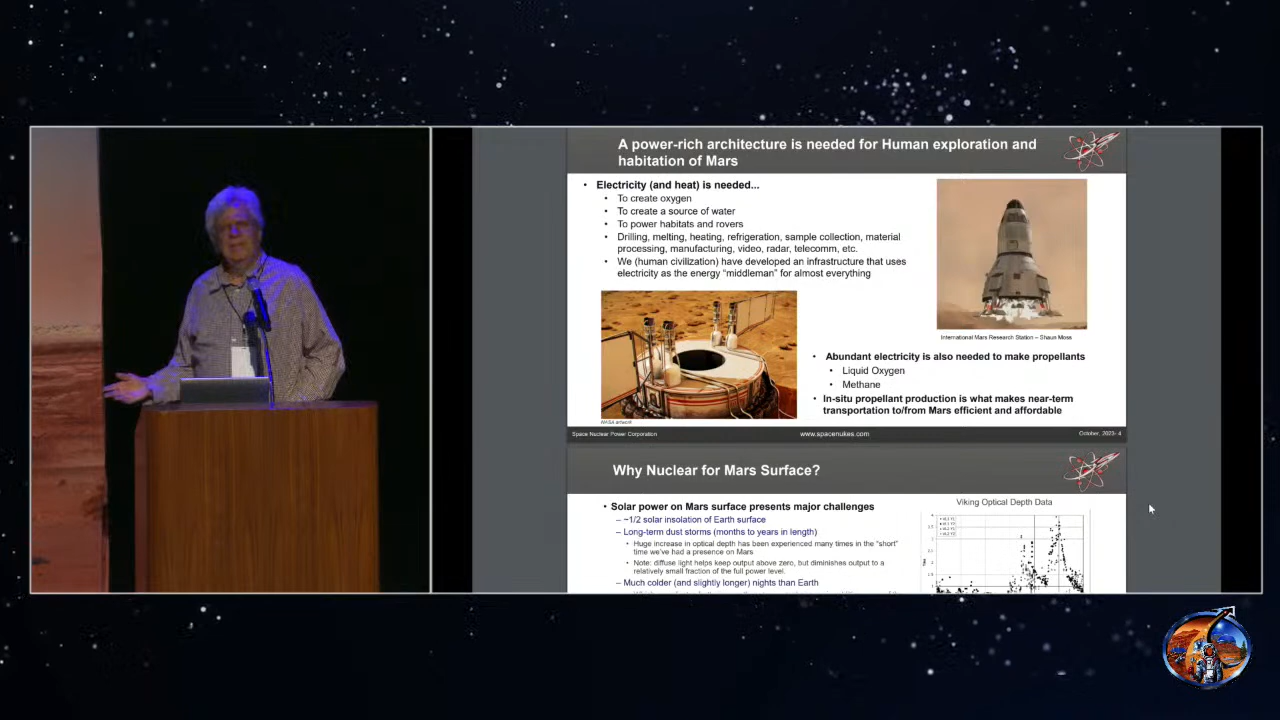 A power-rich architecture is needed for Human exploration and
habitation of Mars
• Electricity (and heat) is needed...
• To create oxygen
• To create a source of water
• To power habitats and rovers
• Drilling, melting, heating, refrigeration, sample collection, material
processing, manufacturing, video, radar, telecomm, etc.
• We (human civilization) have developed an infrastructure that uses
electricity as the energy “middleman” for almost everything
International Mars Research Station – Shaun Moss
• Abundant electricity is also needed to make propellants
• Liquid Oxygen
• Methane
• In-situ propellant production is what makes near-term
transportation to/from Mars efficient and affordable
NASA artwork
Space Nuclear Power Corporation
www.spacenukes.com
October, 2023- 4
Why Nuclear for Mars Surface?
• Solar power on Mars surface presents major challenges
– ~1/2 solar insolation of Earth surface
– Long-term dust storms (months to years in length)
• Huge increase in optical depth has been experienced many times in the “short”
time we've had a presence on Mars
• Note: diffuse light helps keep output above zero, but diminishes output to a
relatively small fraction of the full power level.
– Much colder (and slightly longer) nights than Earth
Viking Optical Depth Data